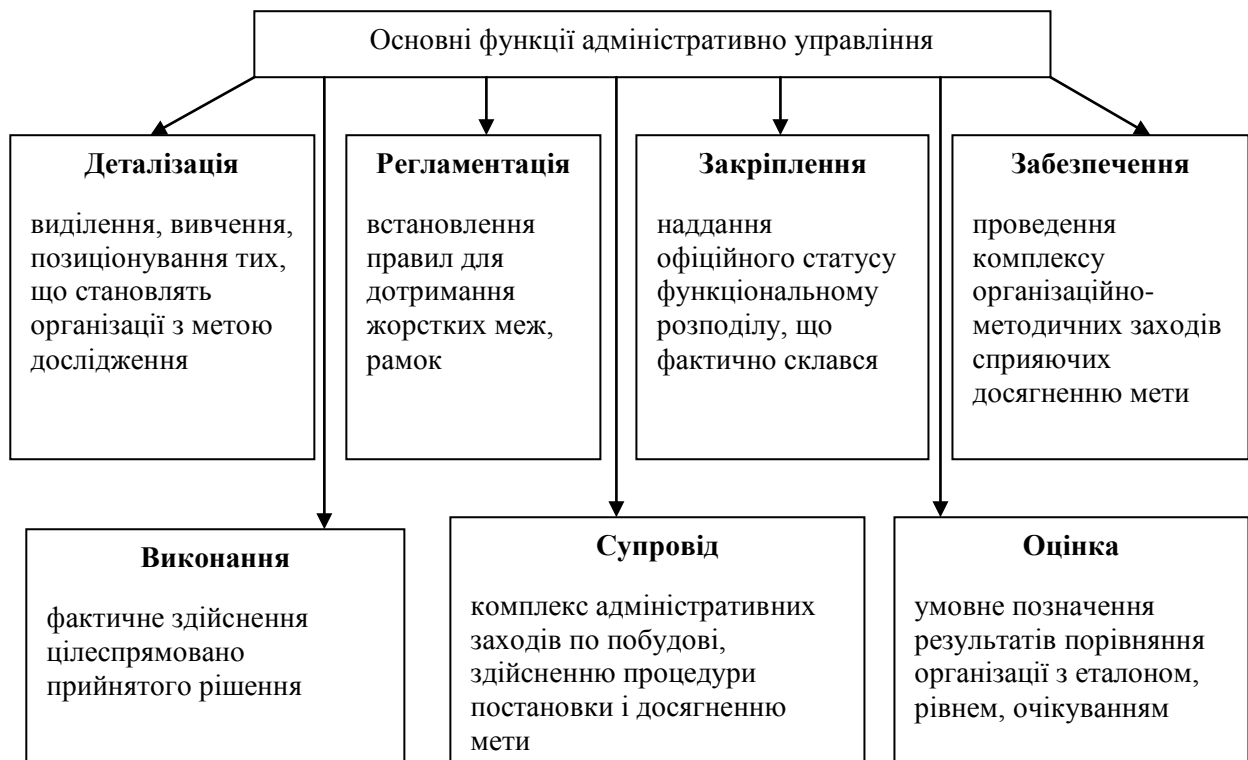 Основні функції адміністративно управління
Деталізація
виділення, вивчення,
позиціонування тих,
що становлять
організації з метою
дослідження
Регламентація
встановлення
правил для
дотримання
жорстких меж,
рамок
Закріплення
наддання
офіційного статусу
функціональному
розподілу, що
фактично склався
Забезпечення
проведення
комплексу
організаційно-
методичних заходів
сприяючих
досягненню мети
Виконання
фактичне здійснення
цілеспрямовано
прийнятого рішення
Супровід
комплекс адміністративних
заходів по побудові,
здійсненню процедури
постановки і досягненню
мети
Оцінка
умовне позначення
результатів порівняно
організації з еталоном,
рівнем, очікуванням